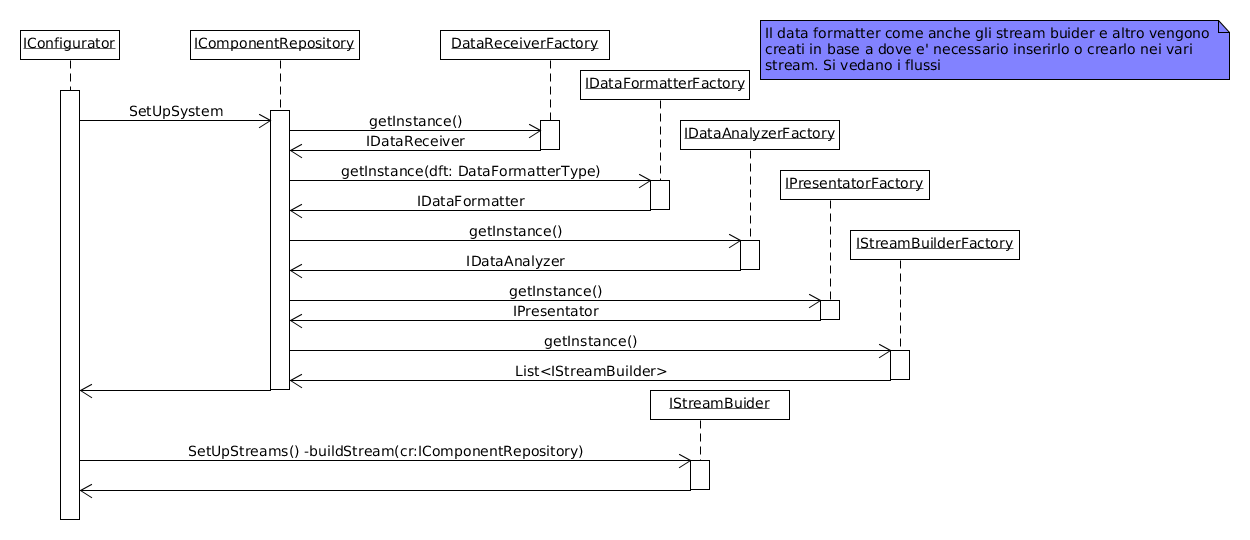 IConfigurator
IComponentRepository
DataReceiverFactory
Il data formatter come anche gli stream buider e altro vengono
creati in base a dove e' necessario inserirlo o crearlo nei vari
stream. Si vedano i flussi
IDataFormatterFactory
SetUpSystem
getInstance()
IDataAnalyzerFactory
IDataReceiver
getInstance(dft: DataFormatterType)
IPresentatorFactory
IDataFormatter
getInstance()
IStreamBuilderFactory
IDataAnalyzer
getInstance()
IPresentator
getInstance()
List<IStreamBuilder>
IStreamBuider
SetUpStreams() -buildStream(cr:IComponentRepository)